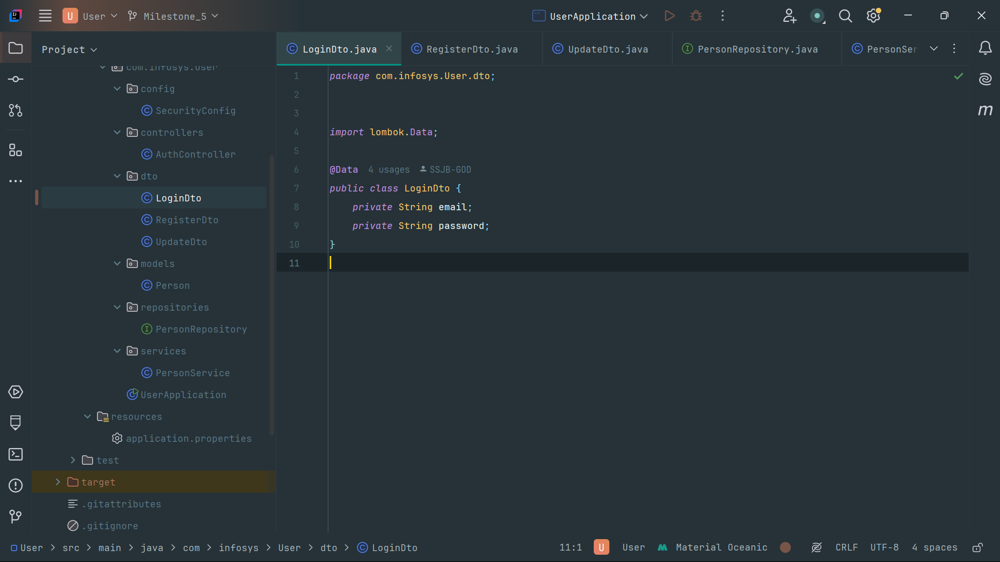 U User Milestone_5 UserApplication
Project
LoginDto.java RegisterDto.java UpdateDto.java PersonRepository.java PersonSer
com.infosys.User
config
SecurityConfig
controllers
AuthController
dto
LoginDto
RegisterDto
UpdateDto
models
Person
repositories
PersonRepository
services
PersonService
UserApplication
resources
application.properties
test
target
.gitattributes
.gitignore
1 package com.infosys.User.dto;
2
3
4 import lombok.Data;
5
6 @Data 4 usages SSJB-GOD
7 public class LoginDto {
8 private String email;
9 private String password;
10 }
11
m
User > src > main > java > com > infosys > User > dto > LoginDto
11:1 U User Material Oceanic CRLF UTF-8 4 spaces